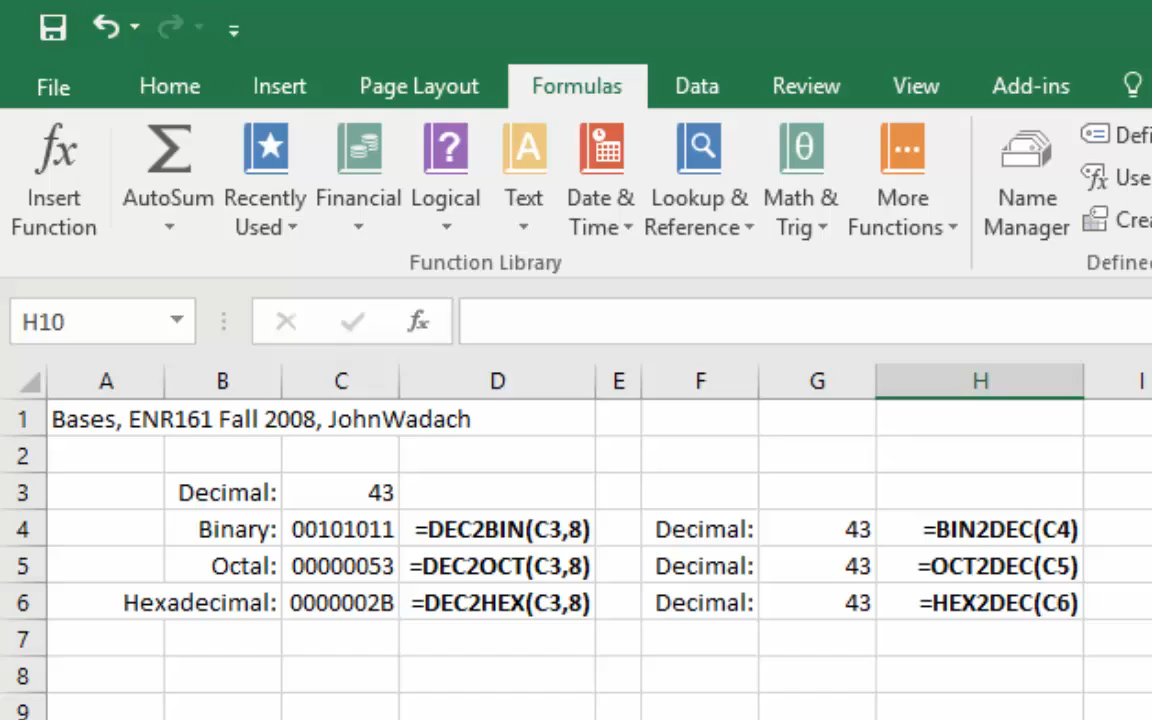 File Home Insert Page Layout Formulas Data Review View Add-ins
fx Σ ? A θ
Insert Function AutoSum Recently Used Financial Logical Text Date & Time Lookup & Reference Math & Trig More Functions Name Manager
Function Library
H10 fx
A B C D E F G H I
1 Bases, ENR161 Fall 2008, JohnWadach
2
3 Decimal: 43
4 Binary: 00101011 =DEC2BIN(C3,8) Decimal: 43 =BIN2DEC(C4)
5 Octal: 00000053 =DEC2OCT(C3,8) Decimal: 43 =OCT2DEC(C5)
6 Hexadecimal: 0000002B =DEC2HEX(C3,8) Decimal: 43 =HEX2DEC(C6)
7
8
9